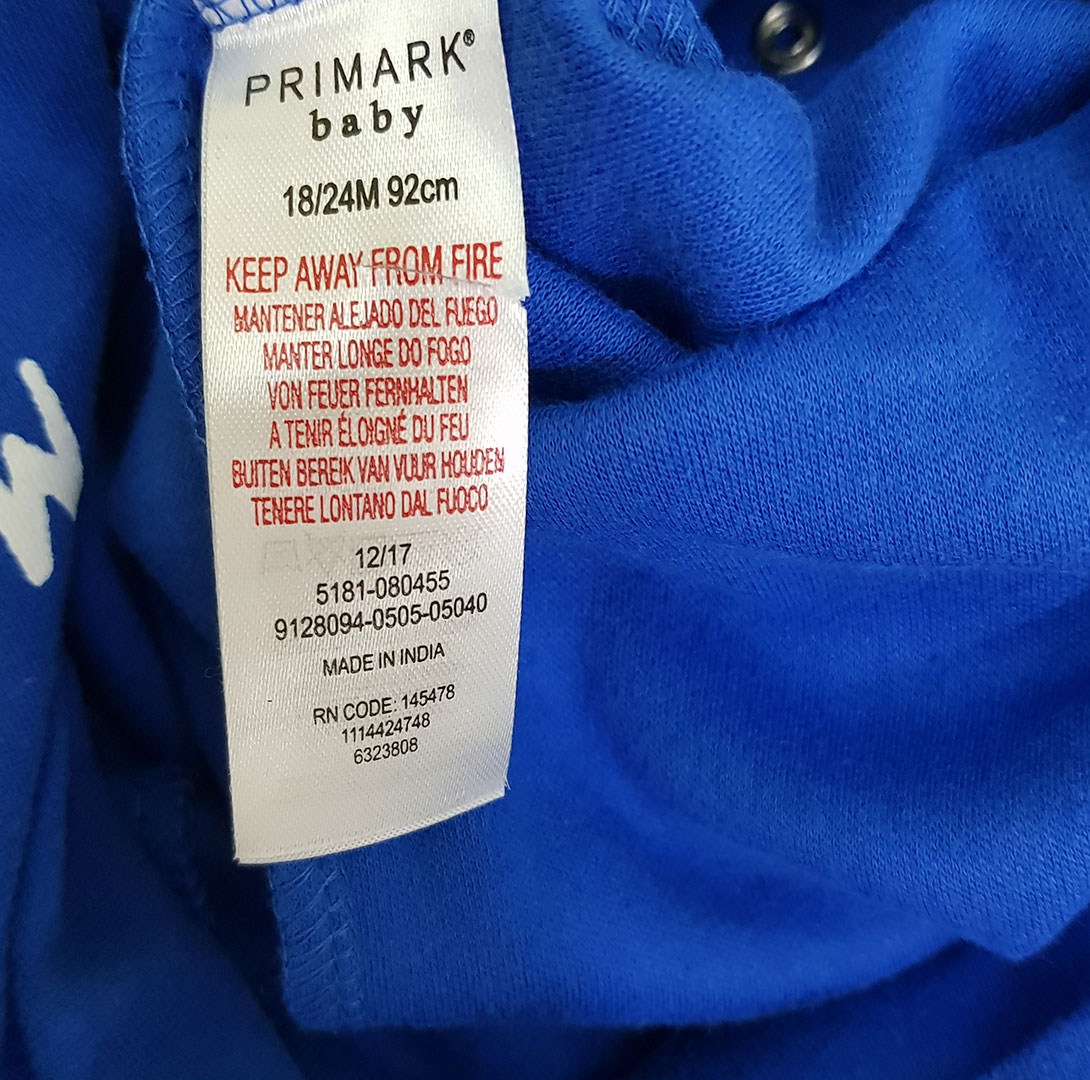 PRIMARK®
baby
18/24M 92cm
KEEP AWAY FROM FIRE
MANTENER ALEJADO DEL FUEGO
MANTER LONGE DO FOGO
VON FEUER FERNHALTEN
A TENIR ÉLOIGNÉ DU FEU
BUITEN BEREIK VAN VUUR HOUDEN
TENERE LONTANO DAL FUOCO
12/17
5181-080455
9128094-0505-05040
MADE IN INDIA
RN CODE: 145478
1114424748
6323808